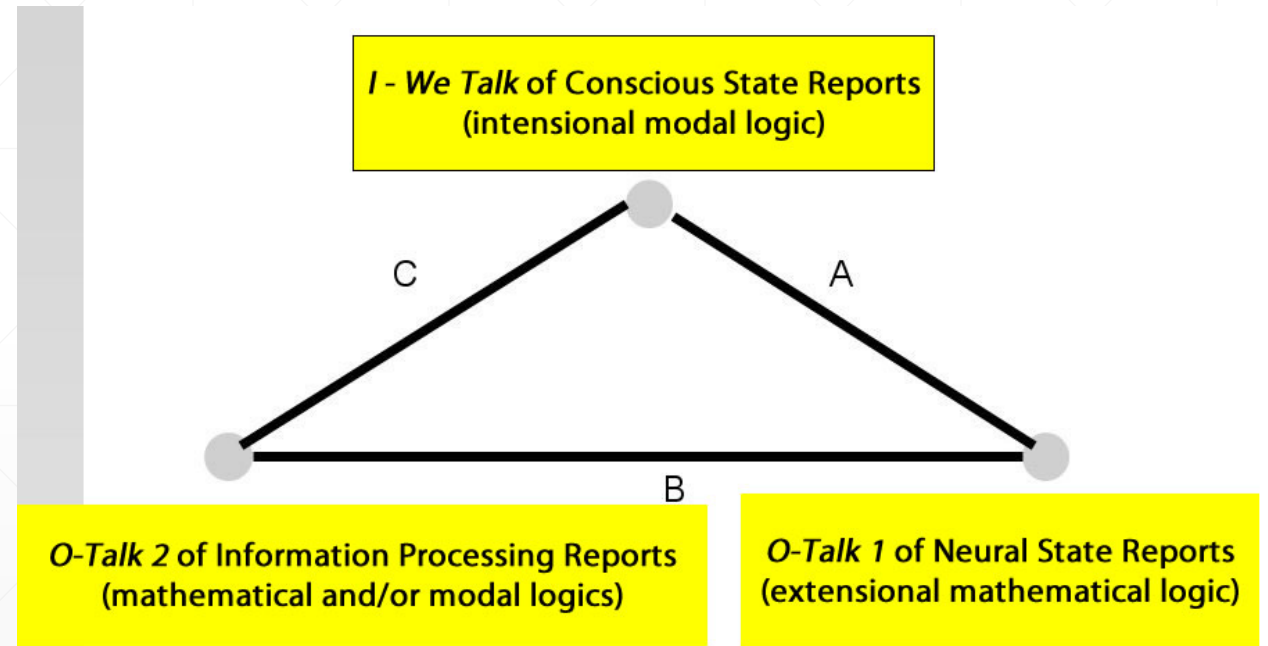 I - We Talk of Conscious State Reports
(intensional modal logic)
C
A
B
O-Talk 2 of Information Processing Reports
(mathematical and/or modal logics)
O-Talk 1 of Neural State Reports
(extensional mathematical logic)